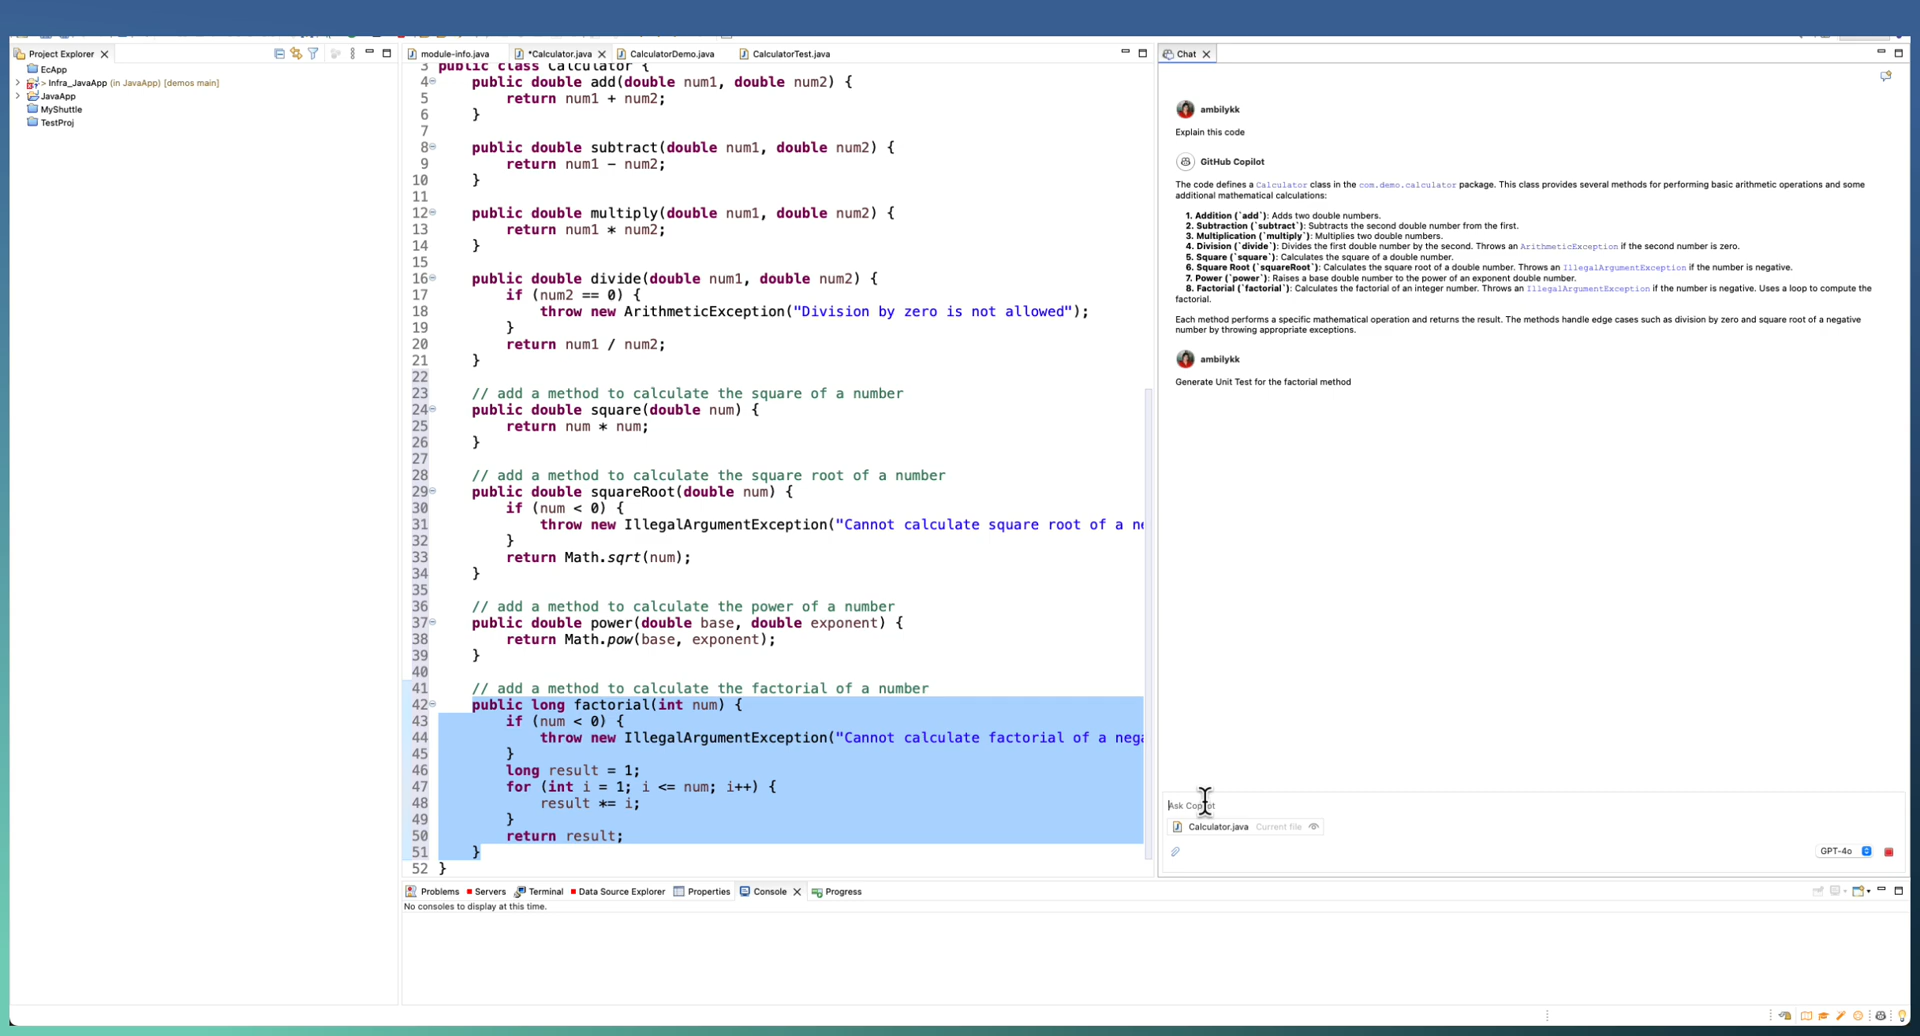 Project Explorer
EcApp
> Infra_JavaApp (in JavaApp) [demos main]
JavaApp
MyShuttle
TestProj
module-info.java
*Calculator.java
CalculatorDemo.java
CalculatorTest.java
3 public class Calculator {
4 public double add(double num1, double num2) {
5 return num1 + num2;
6 }
7
8 public double subtract(double num1, double num2) {
9 return num1 - num2;
10 }
11
12 public double multiply(double num1, double num2) {
13 return num1 * num2;
14 }
15
16 public double divide(double num1, double num2) {
17 if (num2 == 0) {
18 throw new ArithmeticException("Division by zero is not allowed");
19 }
20 return num1 / num2;
21 }
22
23 // add a method to calculate the square of a number
24 public double square(double num) {
25 return num * num;
26 }
27
28 // add a method to calculate the square root of a number
29 public double squareRoot(double num) {
30 if (num < 0) {
31 throw new IllegalArgumentException("Cannot calculate square root of a ne
32 }
33 return Math.sqrt(num);
34 }
35
36 // add a method to calculate the power of a number
37 public double power(double base, double exponent) {
38 return Math.pow(base, exponent);
39 }
40
41 // add a method to calculate the factorial of a number
42 public long factorial(int num) {
43 if (num < 0) {
44 throw new IllegalArgumentException("Cannot calculate factorial of a nega
45 }
46 long result = 1;
47 for (int i = 1; i <= num; i++) {
48 result *= i;
49 }
50 return result;
51 }
52 }
Chat
ambilykk
Explain this code
GitHub Copilot
The code defines a Calculator class in the com.demo.calculator package. This class provides several methods for performing basic arithmetic operations and some
additional mathematical calculations:
1. Addition (`add`): Adds two double numbers.
2. Subtraction (`subtract`): Subtracts the second double number from the first.
3. Multiplication (`multiply`): Multiplies two double numbers.
4. Division (`divide`): Divides the first double number by the second. Throws an ArithmeticException if the second number is zero.
5. Square (`square`): Calculates the square of a double number.
6. Square Root (`squareRoot`): Calculates the square root of a double number. Throws an IllegalArgumentException if the number is negative.
7. Power (`power`): Raises a base double number to the power of an exponent double number.
8. Factorial (`factorial`): Calculates the factorial of an integer number. Throws an IllegalArgumentException if the number is negative. Uses a loop to compute the
factorial.
Each method performs a specific mathematical operation and returns the result. The methods handle edge cases such as division by zero and square root of a negative
number by throwing appropriate exceptions.
ambilykk
Generate Unit Test for the factorial method
Ask Copilot
Calculator.java Current file
GPT-4o
Problems
Servers
Terminal
Data Source Explorer
Properties
Console
Progress
No consoles to display at this time.